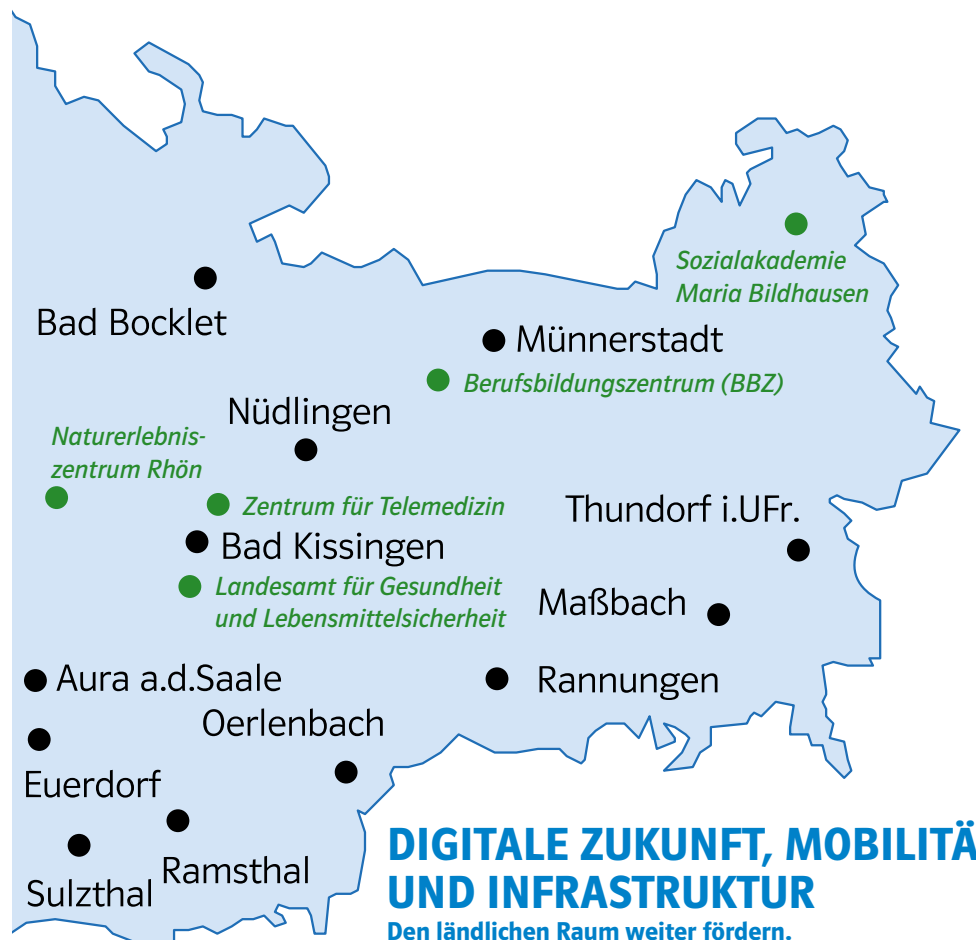 Sozialakademie
Maria Bildhausen
Bad Bocklet
Münnerstadt
Berufsbildungszentrum (BBZ)
Nüdlingen
Naturerlebnis-
zentrum Rhön
Zentrum für Telemedizin
Thundorf i.UFr.
Bad Kissingen
Landesamt für Gesundheit
und Lebensmittelsicherheit
Maßbach
Aura a.d.Saale
Rannungen
Oerlenbach
Euerdorf
Ramsthal
Sulzthal
DIGITALE ZUKUNFT, MOBILITÄ
UND INFRASTRUKTUR
Den ländlichen Raum weiter fördern.